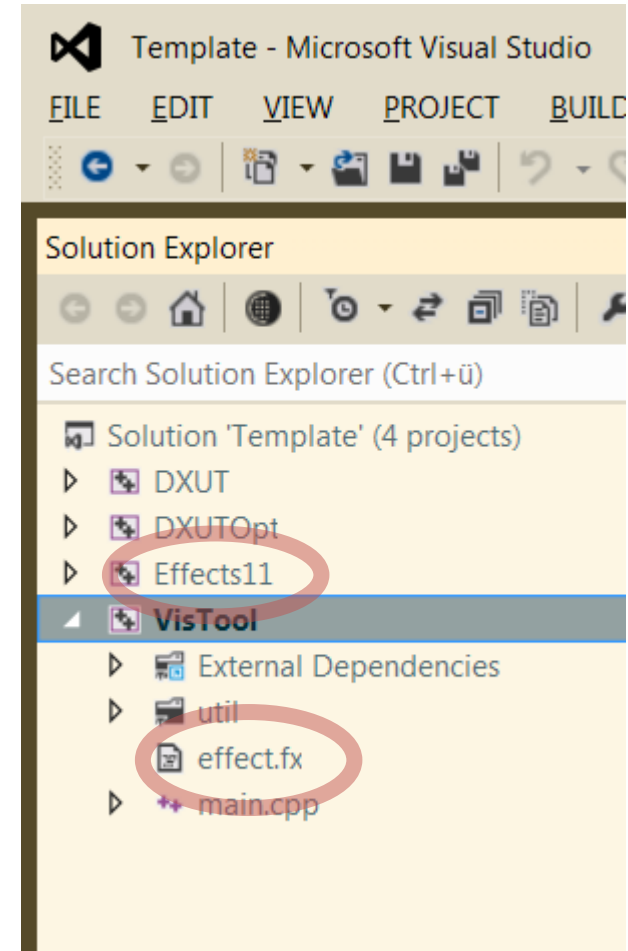 Template - Microsoft Visual Studio
FILE EDIT VIEW PROJECT BUILD
Solution Explorer
Search Solution Explorer (Ctrl+ü)
Solution 'Template' (4 projects)
DXUT
DXUTOpt
Effects11
VisTool
External Dependencies
util
effect.fx
main.cpp